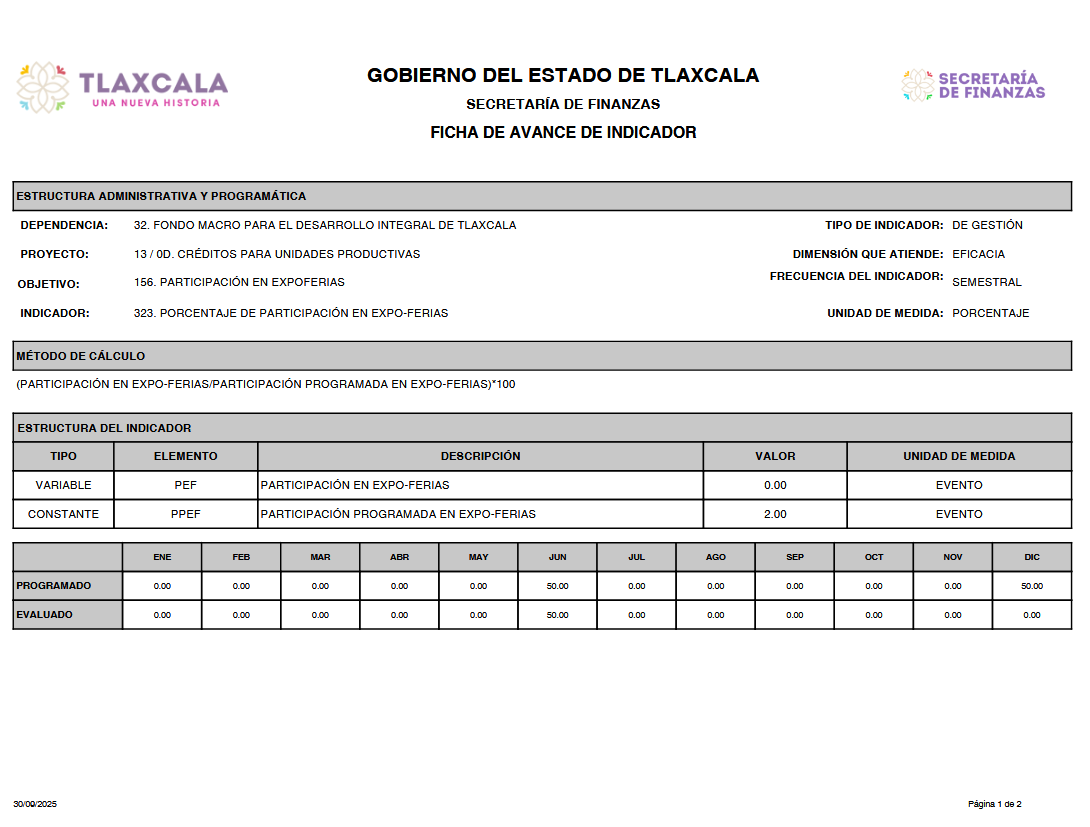 TLAXCALA
UNA NUEVA HISTORIA
GOBIERNO DEL ESTADO DE TLAXCALA
SECRETARÍA DE FINANZAS
FICHA DE AVANCE DE INDICADOR
SECRETARÍA
DE FINANZAS
ESTRUCTURA ADMINISTRATIVA Y PROGRAMÁTICA
DEPENDENCIA: 32. FONDO MACRO PARA EL DESARROLLO INTEGRAL DE TLAXCALA TIPO DE INDICADOR: DE GESTIÓN
PROYECTO: 13 / 0D. CRÉDITOS PARA UNIDADES PRODUCTIVAS DIMENSIÓN QUE ATIENDE: EFICACIA
OBJETIVO: 156. PARTICIPACIÓN EN EXPOFERIAS FRECUENCIA DEL INDICADOR: SEMESTRAL
INDICADOR: 323. PORCENTAJE DE PARTICIPACIÓN EN EXPO-FERIAS UNIDAD DE MEDIDA: PORCENTAJE
MÉTODO DE CÁLCULO
(PARTICIPACIÓN EN EXPO-FERIAS/PARTICIPACIÓN PROGRAMADA EN EXPO-FERIAS)*100
ESTRUCTURA DEL INDICADOR
TIPO ELEMENTO DESCRIPCIÓN VALOR UNIDAD DE MEDIDA
VARIABLE PEF PARTICIPACIÓN EN EXPO-FERIAS 0.00 EVENTO
CONSTANTE PPEF PARTICIPACIÓN PROGRAMADA EN EXPO-FERIAS 2.00 EVENTO
ENE FEB MAR ABR MAY JUN JUL AGO SEP OCT NOV DIC
PROGRAMADO 0.00 0.00 0.00 0.00 0.00 50.00 0.00 0.00 0.00 0.00 0.00 50.00
EVALUADO 0.00 0.00 0.00 0.00 0.00 50.00 0.00 0.00 0.00 0.00 0.00 0.00
30/09/2025 Página 1 de 2